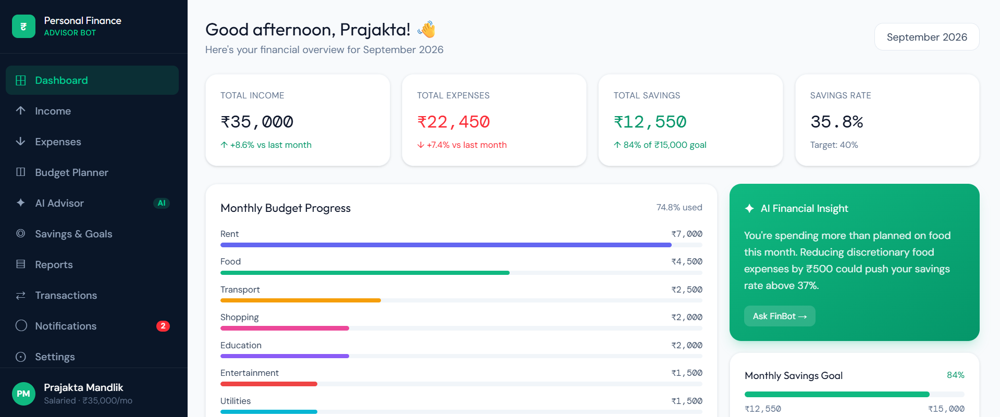 ₹
Personal Finance
ADVISOR BOT
Dashboard
Income
Expenses
Budget Planner
AI Advisor
AI
Savings & Goals
Reports
Transactions
Notifications
2
Settings
PM
Prajakta Mandlik
Salaried · ₹35,000/mo
Good afternoon, Prajakta! 👋
Here's your financial overview for September 2026
September 2026
TOTAL INCOME
₹35,000
↑ +8.6% vs last month
TOTAL EXPENSES
₹22,450
↓ +7.4% vs last month
TOTAL SAVINGS
₹12,550
↑ 84% of ₹15,000 goal
SAVINGS RATE
35.8%
Target: 40%
Monthly Budget Progress
74.8% used
Rent
₹7,000
Food
₹4,500
Transport
₹2,500
Shopping
₹2,000
Education
₹2,000
Entertainment
₹1,500
Utilities
₹1,500
✦ AI Financial Insight
You're spending more than planned on food
this month. Reducing discretionary food
expenses by ₹500 could push your savings
rate above 37%.
Ask FinBot →
Monthly Savings Goal
84%
₹12,550
₹15,000